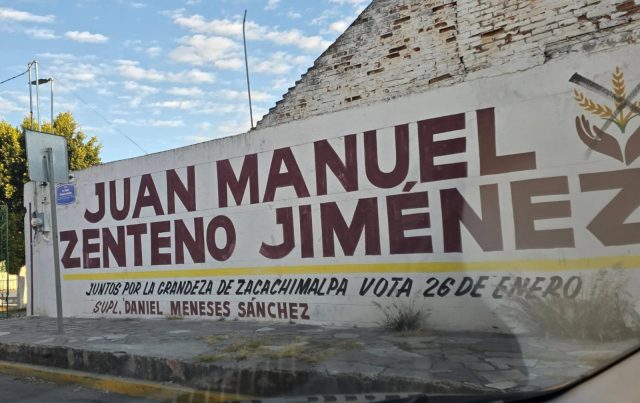 JUAN MANUEL
ZENTENO JIMÉNEZ
JUNTOS POR LA GRANDEZA DE ZACACHIMALPA VOTA 26 DE ENERO
SUPL. DANIEL MENESES SÁNCHEZ